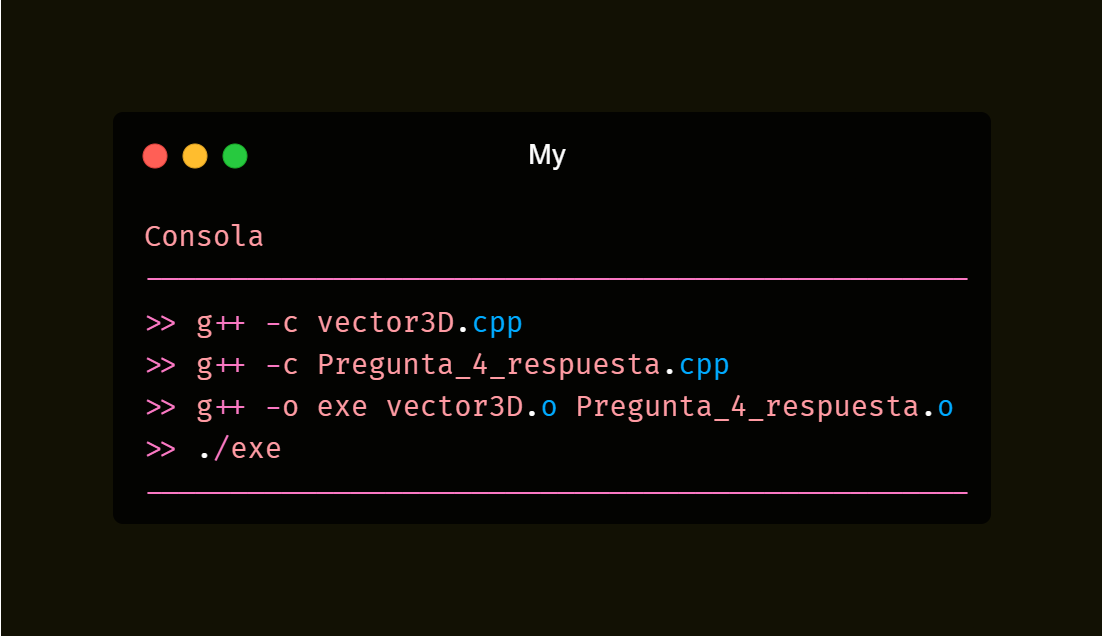 My
Consola
>> g++ -c vector3D.cpp
>> g++ -c Pregunta_4_respuesta.cpp
>> g++ -o exe vector3D.o Pregunta_4_respuesta.o
>> ./exe